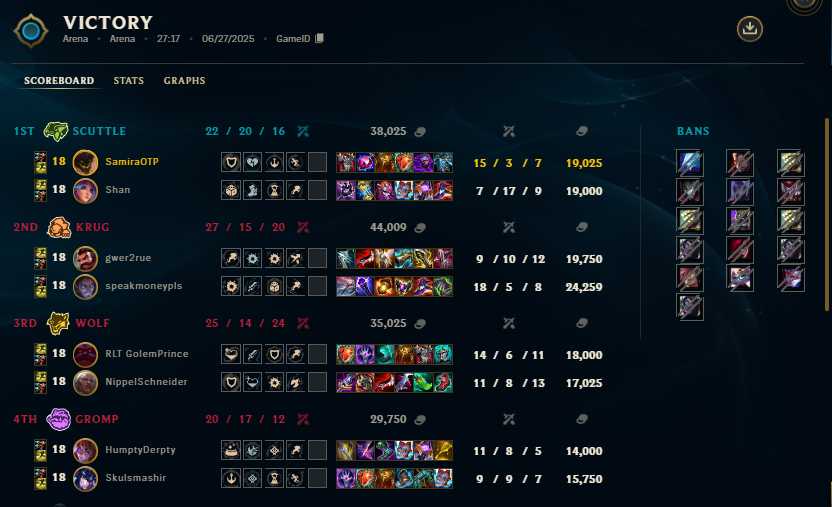 VICTORY
Arena • Arena • 27:17 • 06/27/2025 • GameID
SCOREBOARD STATS GRAPHS
1ST SCUTTLE 22 / 20 / 16 38,025 BANS
18 SamiraOTP 15 / 3 / 7 19,025
18 Shan 7 / 17 / 9 19,000
2ND KRUG 27 / 15 / 20 44,009
18 gwer2rue 9 / 10 / 12 19,750
18 speakmoneypls 18 / 5 / 8 24,259
3RD WOLF 25 / 14 / 24 35,025
18 RLT GolemPrince 14 / 6 / 11 18,000
18 NippelSchneider 11 / 8 / 13 17,025
4TH GROMP 20 / 17 / 12 29,750
18 HumptyDerpty 11 / 8 / 5 14,000
18 Skulsmashir 9 / 9 / 7 15,750